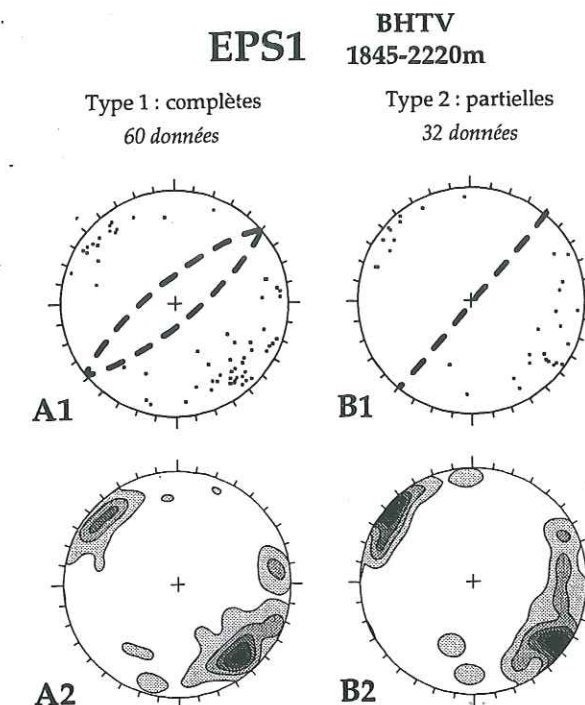 EPS1
BHTV
1845-2220m
Type 1 : complètes
60 données
Type 2 : partielles
32 données
A1
B1
A2
B2